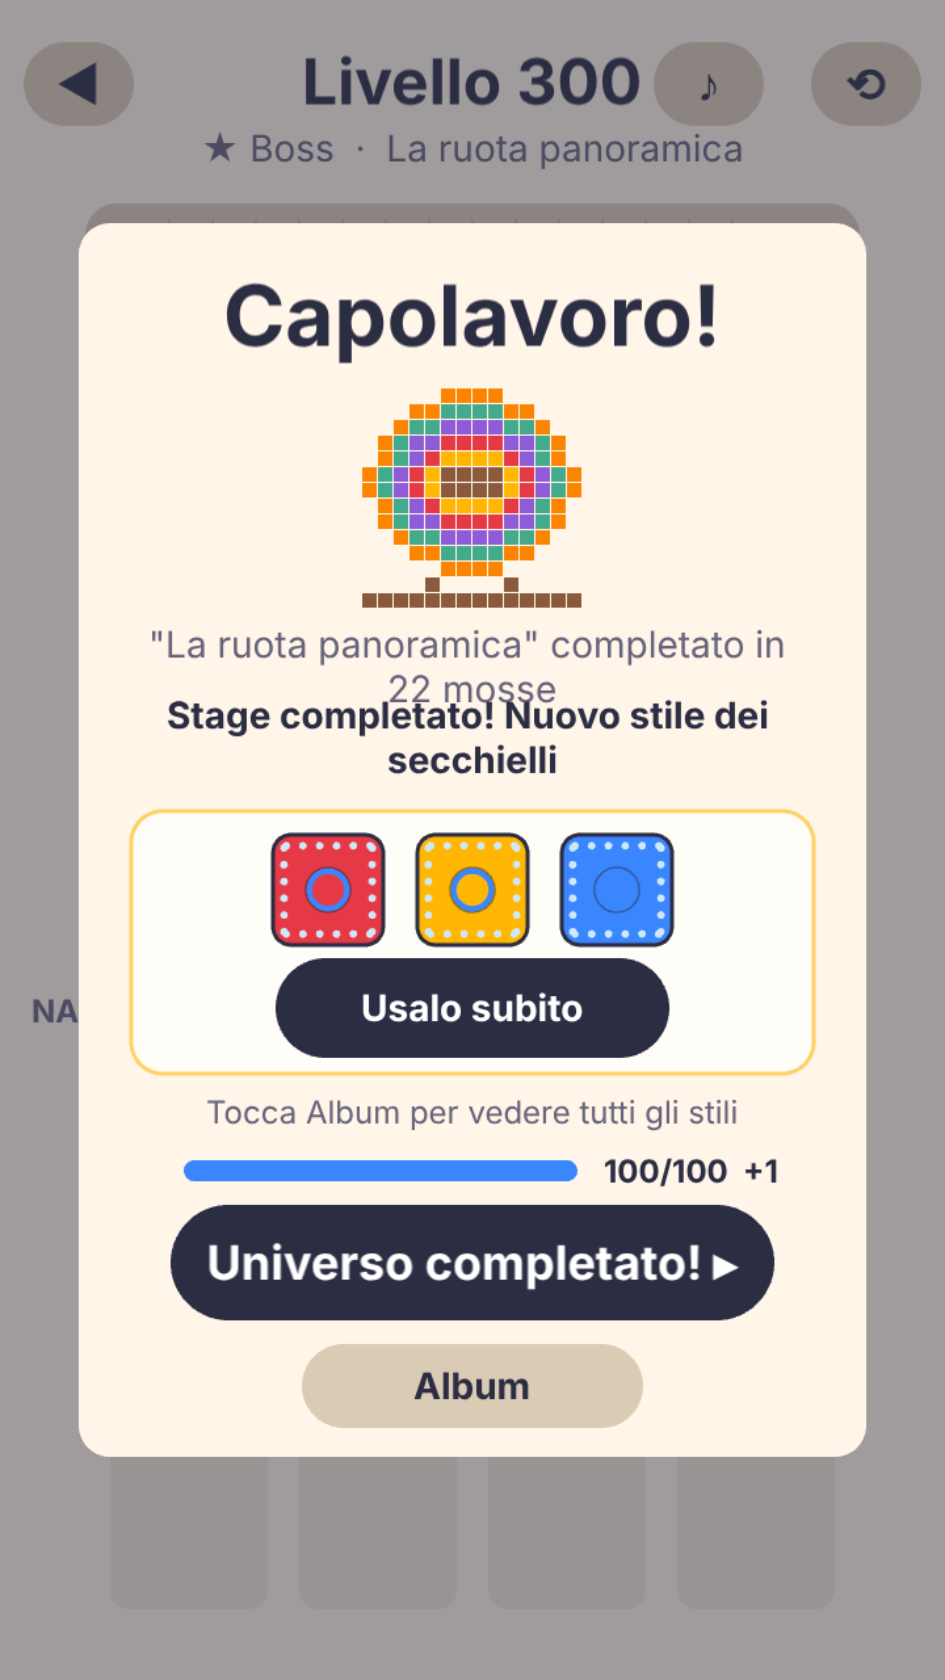 Livello 300
★ Boss · La ruota panoramica
Capolavoro!
"La ruota panoramica" completato in
22 mosse
Stage completato! Nuovo stile dei
secchielli
Usalo subito
NA
Tocca Album per vedere tutti gli stili
100/100 +1
Universo completato! ▸
Album